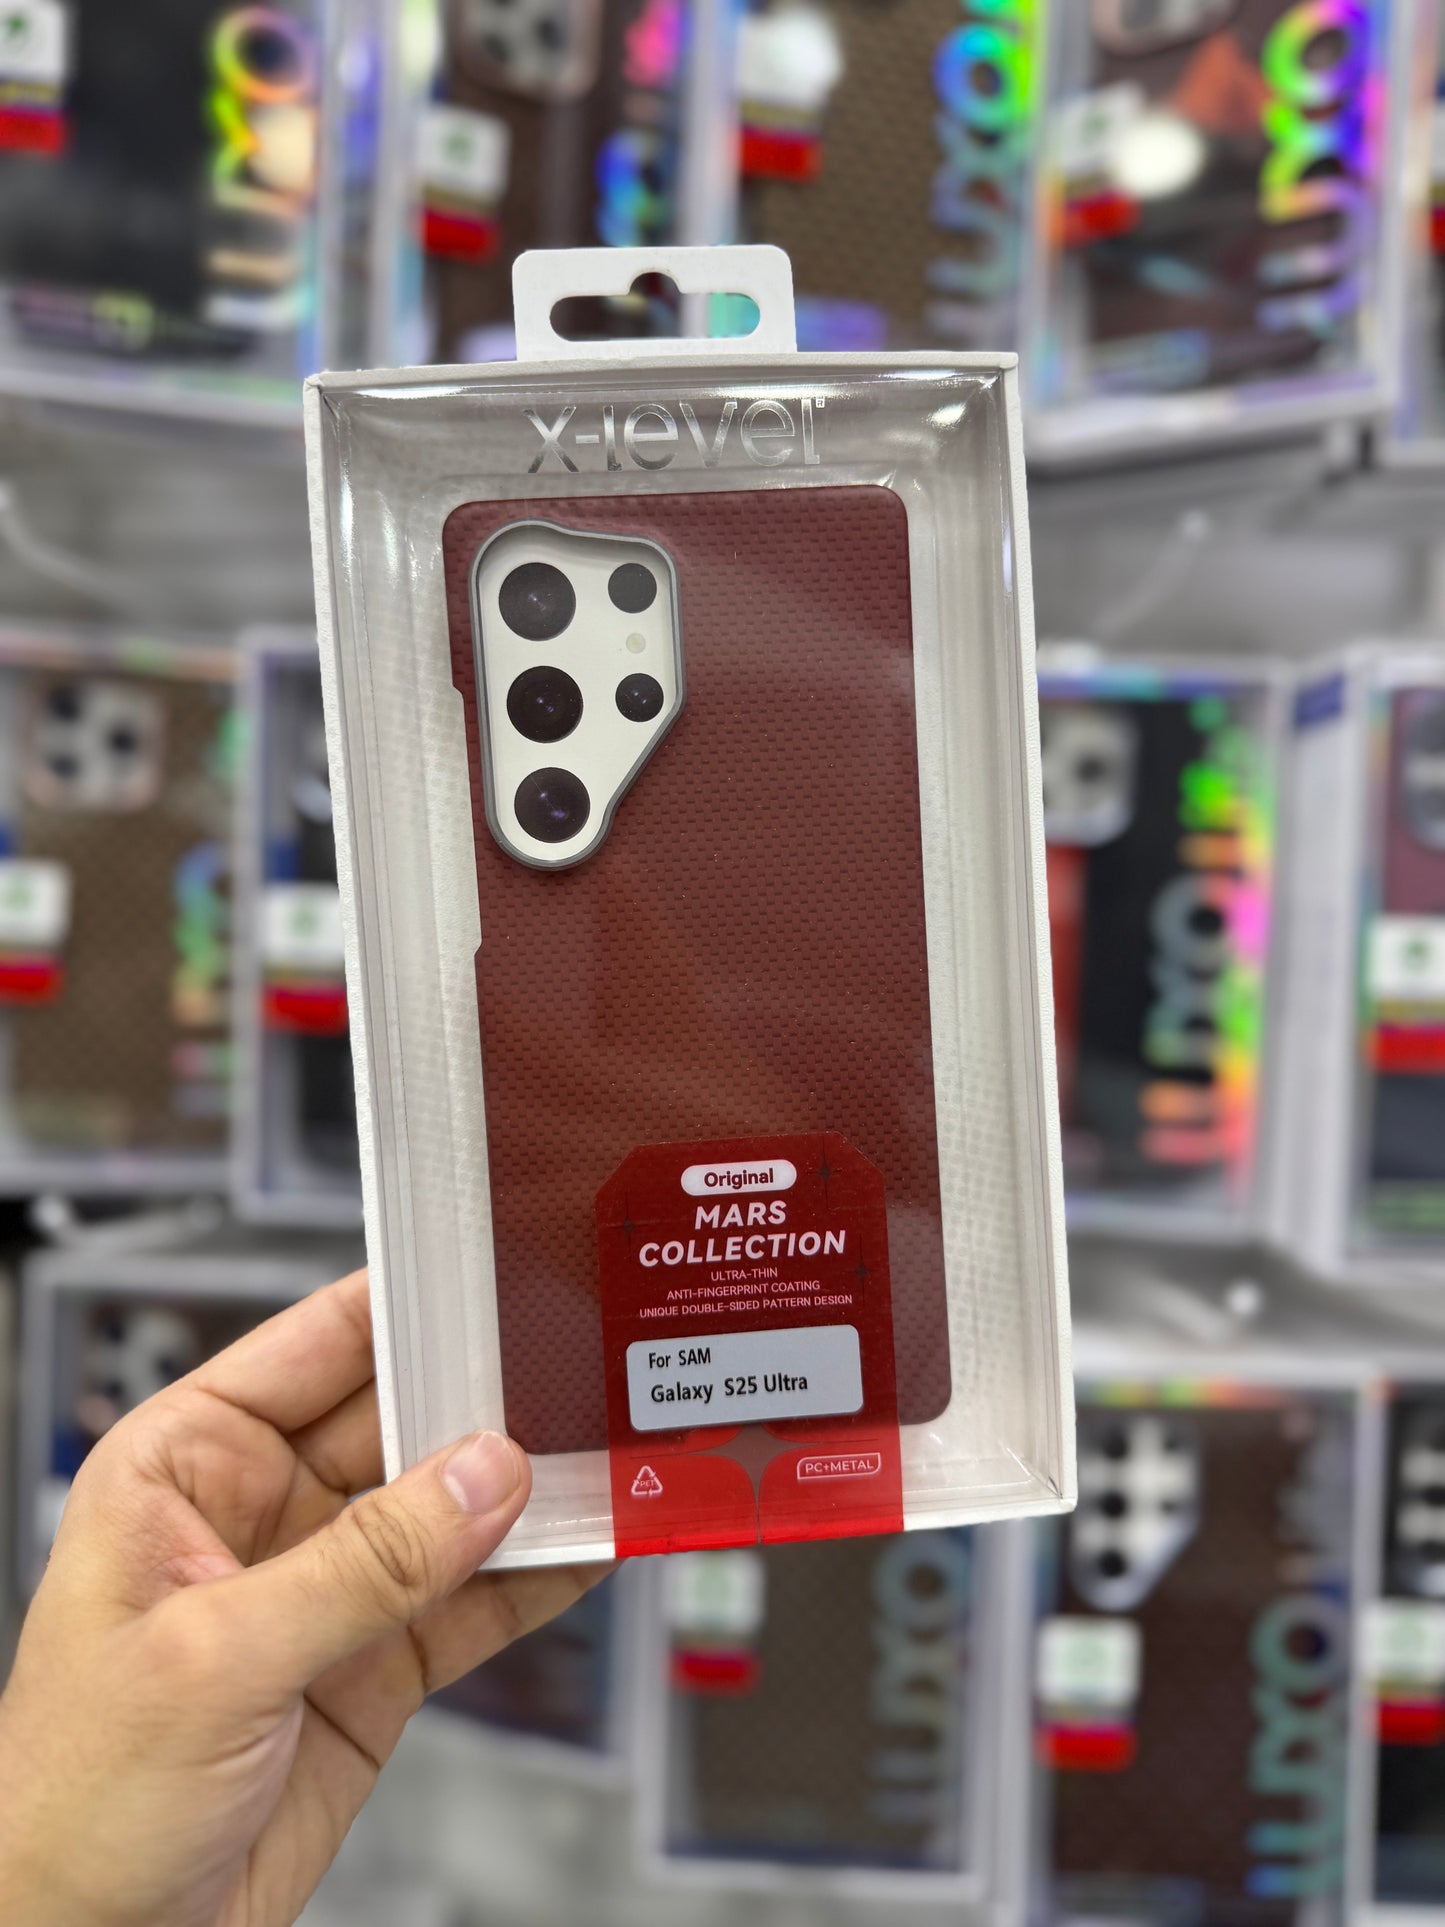 x-level
Original
MARS
COLLECTION
ULTRA-THIN
ANTI-FINGERPRINT COATING
UNIQUE DOUBLE-SIDED PATTERN DESIGN
For SAM
Galaxy S25 Ultra
PET
PC+METAL